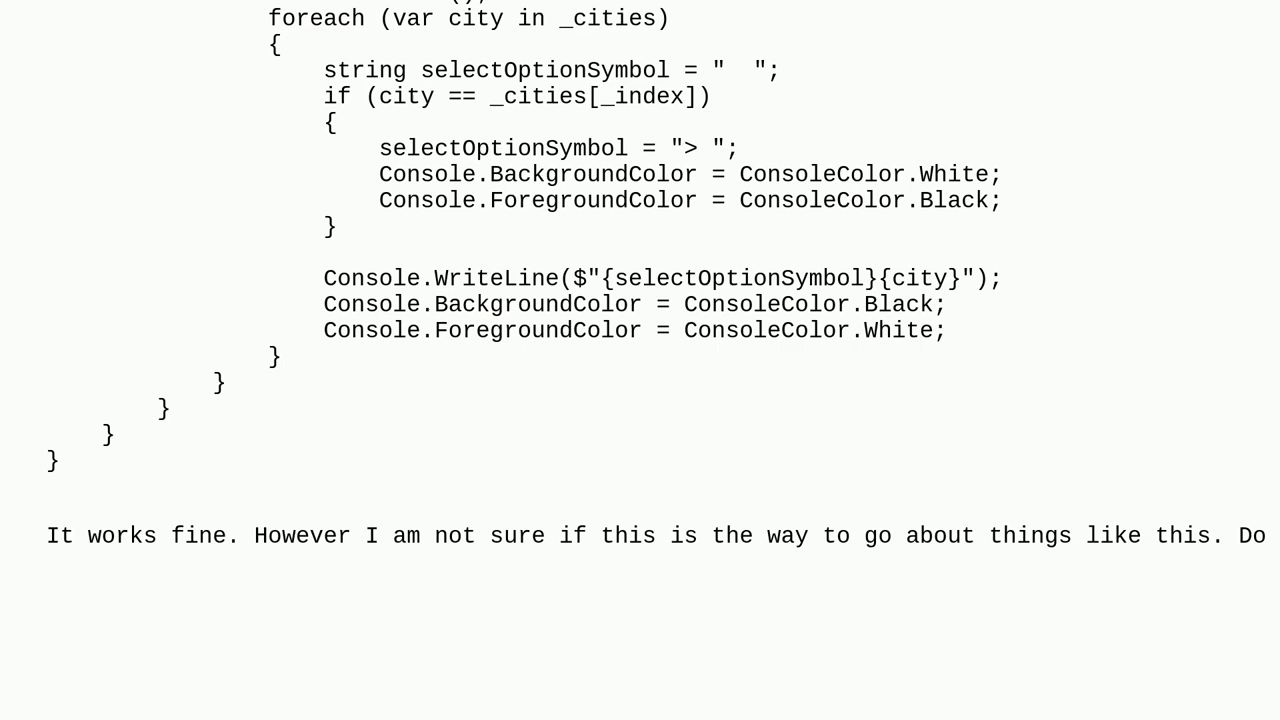 foreach (var city in _cities)
{
string selectOptionSymbol = "  ";
if (city == _cities[_index])
{
selectOptionSymbol = "> ";
Console.BackgroundColor = ConsoleColor.White;
Console.ForegroundColor = ConsoleColor.Black;
}
Console.WriteLine($"{selectOptionSymbol}{city}");
Console.BackgroundColor = ConsoleColor.Black;
Console.ForegroundColor = ConsoleColor.White;
}
}
}
}
}
It works fine. However I am not sure if this is the way to go about things like this. Do